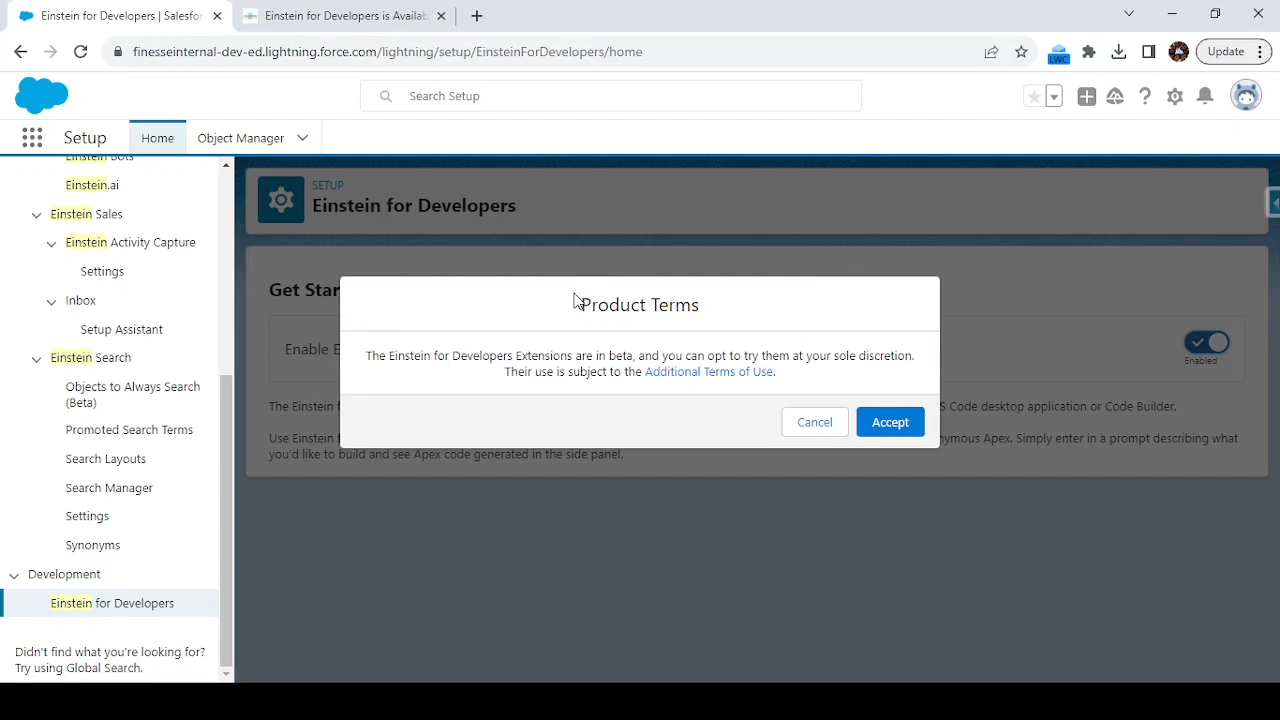 Einstein for Developers | Salesfor
Einstein for Developers is Availab
finesseinternal-dev-ed.lightning.force.com/lightning/setup/EinsteinForDevelopers/home
LWC
Update
Search Setup
Setup
Home
Object Manager
Einstein Bots
Einstein.ai
Einstein Sales
Einstein Activity Capture
Settings
Inbox
Setup Assistant
Einstein Search
Objects to Always Search
(Beta)
Promoted Search Terms
Search Layouts
Search Manager
Settings
Synonyms
Development
Einstein for Developers
Didn't find what you're looking for?
Try using Global Search.
SETUP
Einstein for Developers
Get Star
Enable E
Enabled
The Einstein f
S Code desktop application or Code Builder.
Use Einstein f
nymous Apex. Simply enter in a prompt describing what
you'd like to build and see Apex code generated in the side panel.
Product Terms
The Einstein for Developers Extensions are in beta, and you can opt to try them at your sole discretion.
Their use is subject to the Additional Terms of Use.
Cancel
Accept